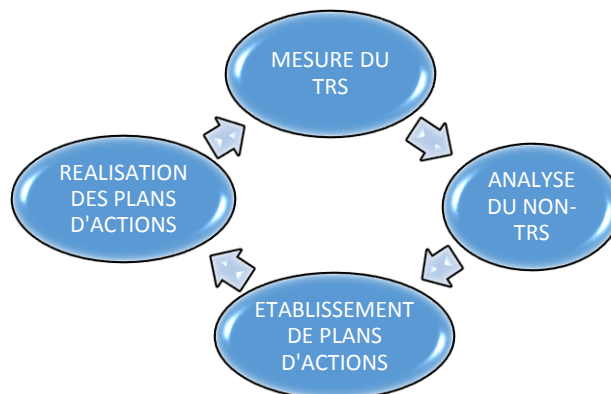 MESURE DU
TRS
ANALYSE
DU NON-
TRS
ETABLISSEMENT
DE PLANS
D'ACTIONS
REALISATION
DES PLANS
D'ACTIONS